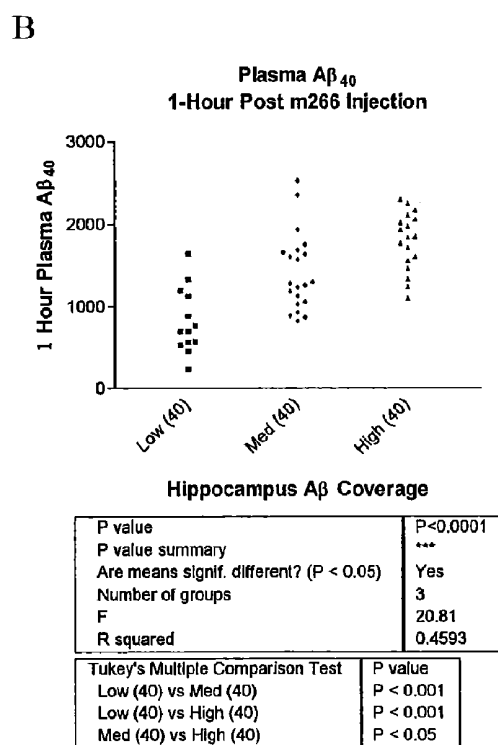 B
Plasma Aβ40
1-Hour Post m266 Injection
1 Hour Plasma Aβ40
3000
2000
1000
0
Low (40)
Med (40)
High (40)
Hippocampus Aβ Coverage
P value P<0.0001
P value summary ***
Are means signif. different? (P < 0.05) Yes
Number of groups 3
F 20.81
R squared 0.4593
Tukey's Multiple Comparison Test P value
Low (40) vs Med (40) P < 0.001
Low (40) vs High (40) P < 0.001
Med (40) vs High (40) P < 0.05